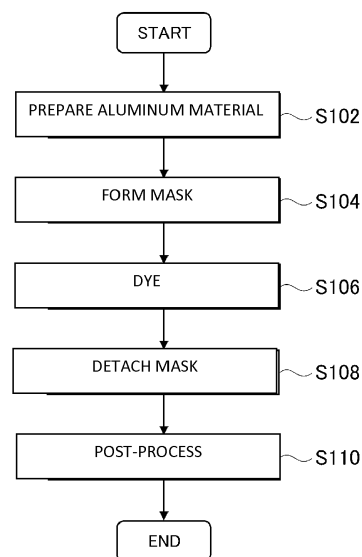 START
PREPARE ALUMINUM MATERIAL
S102
FORM MASK
S104
DYE
S106
DETACH MASK
S108
POST-PROCESS
S110
END